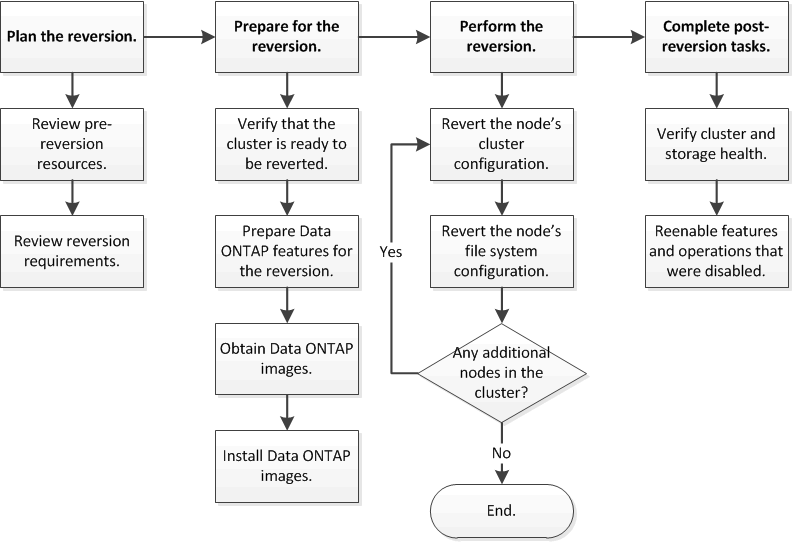 Plan the reversion.
Prepare for the
reversion.
Perform the
reversion.
Complete post-
reversion tasks.
Review pre-
reversion
resources.
Review reversion
requirements.
Verify that the
cluster is ready to
be reverted.
Prepare Data
ONTAP features for
the reversion.
Obtain Data ONTAP
images.
Install Data ONTAP
images.
Revert the node's
cluster
configuration.
Revert the node's
file system
configuration.
Yes
Any additional
nodes in the
cluster?
No
End.
Verify cluster and
storage health.
Reenable features
and operations that
were disabled.